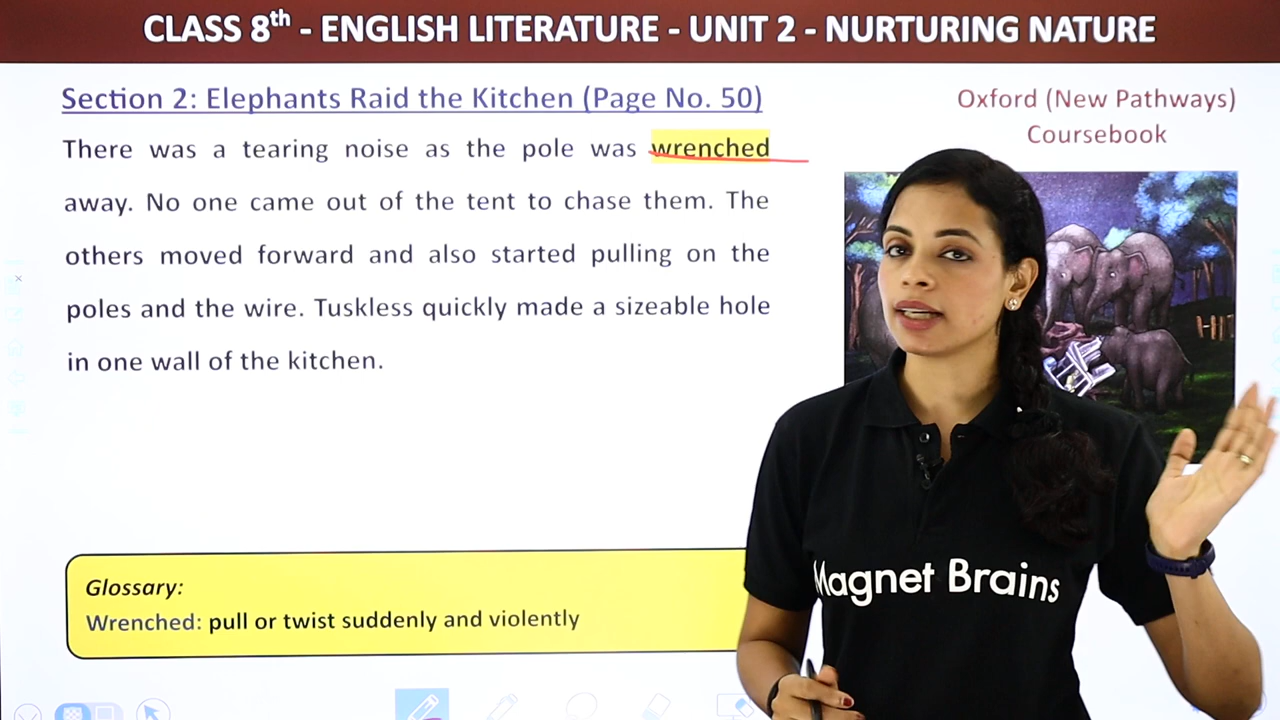 CLASS 8th - ENGLISH LITERATURE - UNIT 2 - NURTURING NATURE
Section 2: Elephants Raid the Kitchen (Page No. 50)
Oxford (New Pathways)
Coursebook
There was a tearing noise as the pole was wrenched
away. No one came out of the tent to chase them. The
others moved forward and also started pulling on the
poles and the wire. Tuskless quickly made a sizeable hole
in one wall of the kitchen.
Glossary:
Wrenched: pull or twist suddenly and violently
Magnet Brains